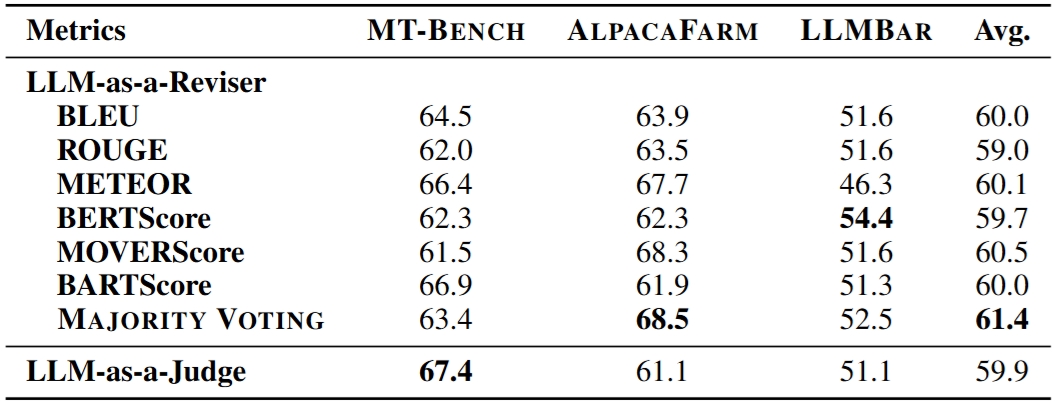 Metrics MT-BENCH ALPACAFARM LLMBAR Avg.
LLM-as-a-Reviser
BLEU 64.5 63.9 51.6 60.0
ROUGE 62.0 63.5 51.6 59.0
METEOR 66.4 67.7 46.3 60.1
BERTScore 62.3 62.3 54.4 59.7
MOVERScore 61.5 68.3 51.6 60.5
BARTScore 66.9 61.9 51.3 60.0
MAJORITY VOTING 63.4 68.5 52.5 61.4
LLM-as-a-Judge 67.4 61.1 51.1 59.9